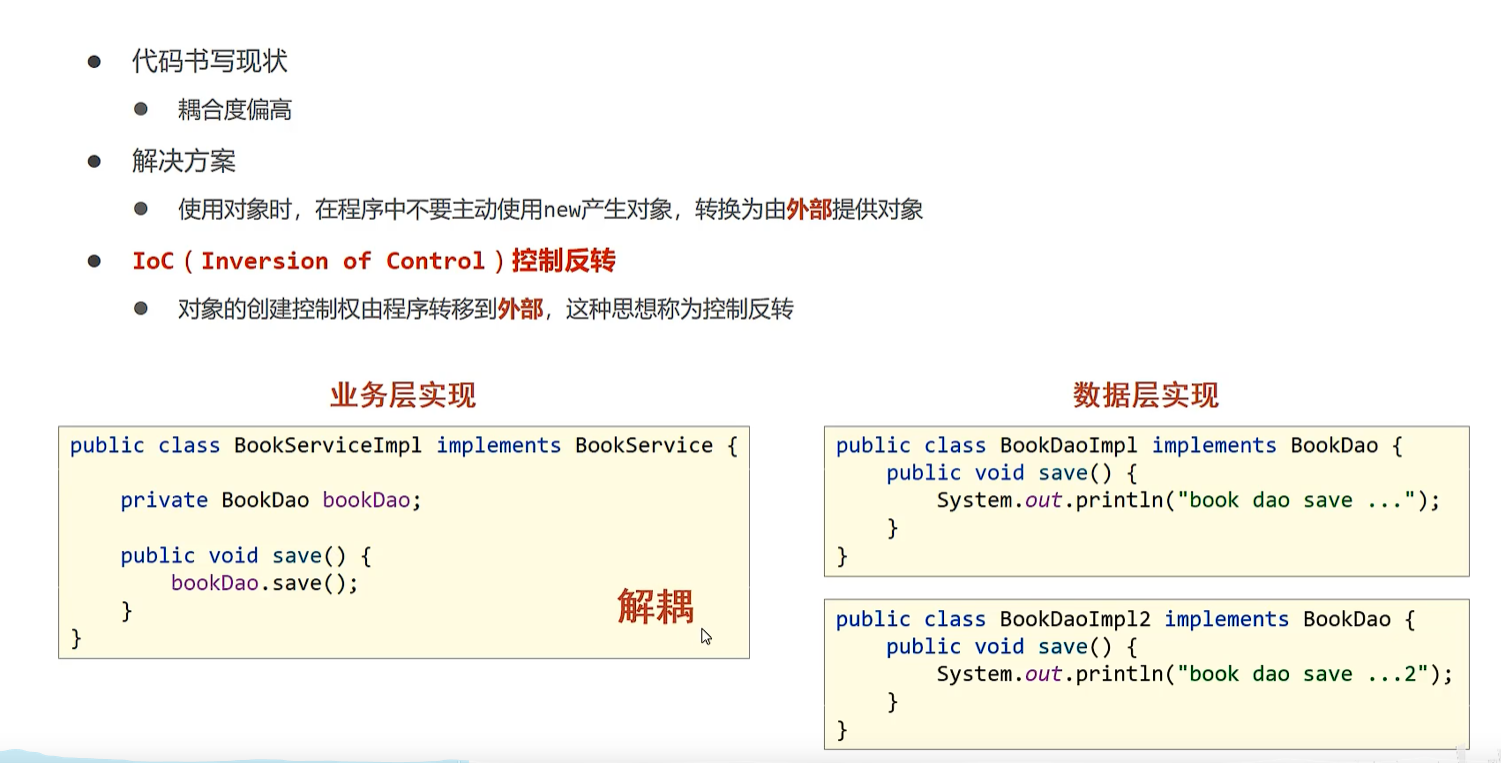 代码书写现状
耦合度偏高
解决方案
使用对象时，在程序中不要主动使用new产生对象，转换为由外部提供对象
IoC（Inversion of Control）控制反转
对象的创建控制权由程序转移到外部，这种思想称为控制反转
业务层实现
public class BookServiceImpl implements BookService {
private BookDao bookDao;
public void save() {
bookDao.save();
}
}
解耦
数据层实现
public class BookDaoImpl implements BookDao {
public void save() {
System.out.println("book dao save ...");
}
}
public class BookDaoImpl2 implements BookDao {
public void save() {
System.out.println("book dao save ...2");
}
}